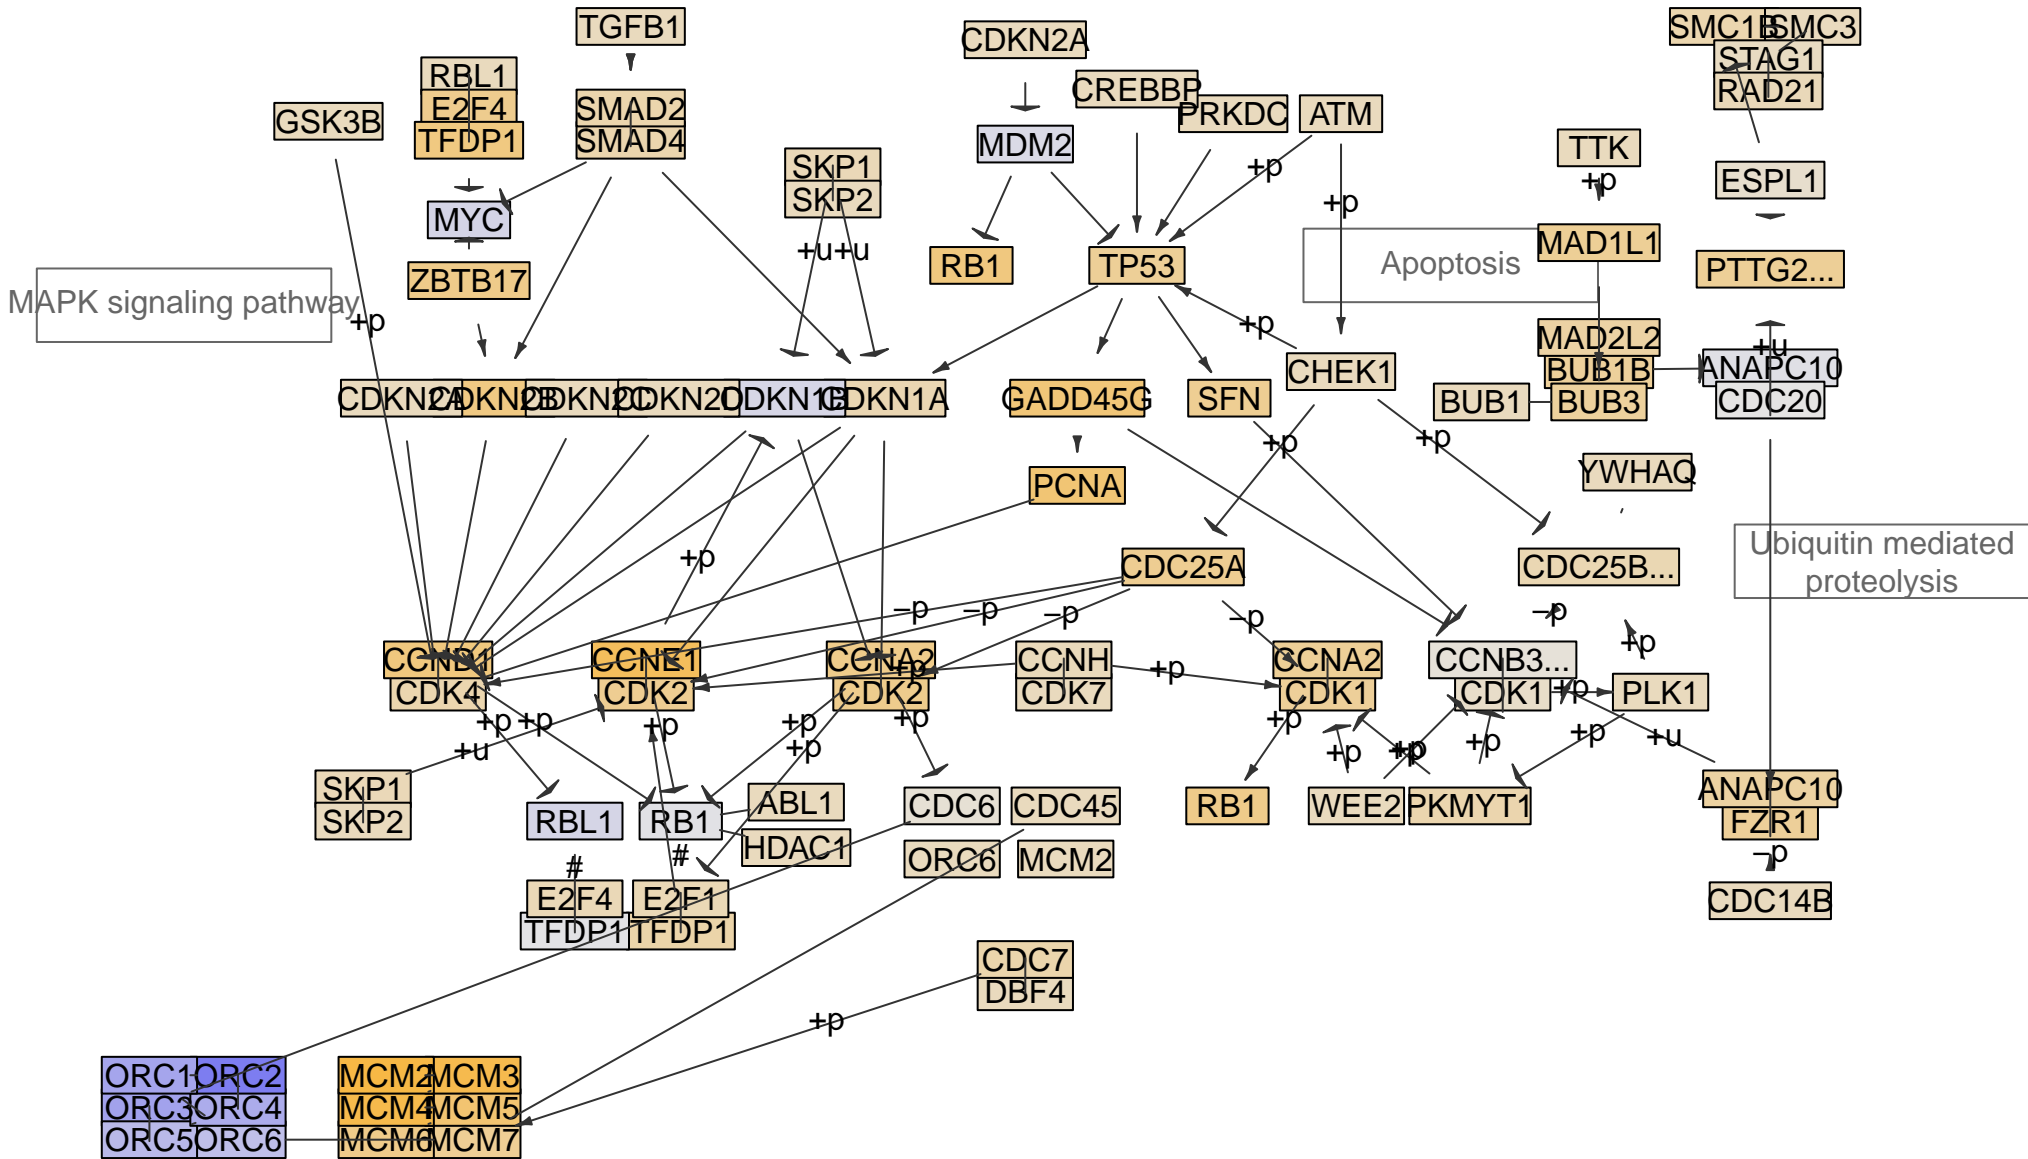 TGFB1
CDKN2A
SMC1B
SMC3
STAG1
RAD21
RBL1
E2F4
TFDP1
GSK3B
SMAD2
SMAD4
CREBBP
PRKDC
ATM
MDM2
SKP1
SKP2
TTK
+p
ESPL1
+p
+p
MYC
+u
+u
RB1
TP53
Apoptosis
MAD1L1
PTTG2...
ZBTB17
MAPK signaling pathway
+p
+p
MAD2L2
BUB1B
BUB3
BUB1
+u
ANAPC10
CDC20
CHEK1
CDKN2A
CDKN2B
CDKN2C
CDKN2D
CDKN1B
CDKN1A
GADD45G
SFN
+p
+p
YWHAQ
PCNA
+p
CDC25A
CDC25B...
Ubiquitin mediated
proteolysis
−p
−p
−p
−p
−p
+p
CCND1
CDK4
CCNE1
CDK2
CCNA2
CDK2
+p
CCNH
CDK7
+p
CCNA2
CDK1
CCNB3...
CDK1
+p
PLK1
+p
+p
+u
+p
+p
+p
+p
+p
+p
+p
+p
+p
+p
+u
SKP1
SKP2
RBL1
RB1
ABL1
HDAC1
CDC6
CDC45
ORC6
MCM2
RB1
WEE2
PKMYT1
ANAPC10
FZR1
−p
CDC14B
#
#
E2F4
TFDP1
E2F1
TFDP1
CDC7
DBF4
+p
ORC1
ORC2
ORC3
ORC4
ORC5
ORC6
MCM2
MCM3
MCM4
MCM5
MCM6
MCM7